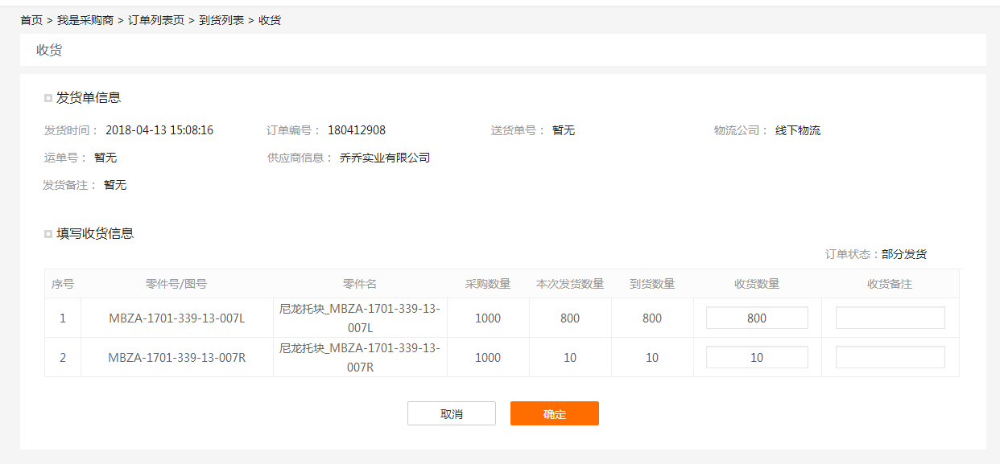 首页 > 我是采购商 > 订单列表页 > 到货列表 > 收货
收货
发货单信息
发货时间： 2018-04-13 15:08:16 订单编号： 180412908 送货单号： 暂无 物流公司： 线下物流
运单号： 暂无 供应商信息： 乔乔实业有限公司
发货备注： 暂无
填写收货信息
订单状态：部分发货
序号 零件号/图号 零件名 采购数量 本次发货数量 到货数量 收货数量 收货备注
1 MBZA-1701-339-13-007L 尼龙托块_MBZA-1701-339-13-007L 1000 800 800 800
2 MBZA-1701-339-13-007R 尼龙托块_MBZA-1701-339-13-007R 1000 10 10 10
取消 确定